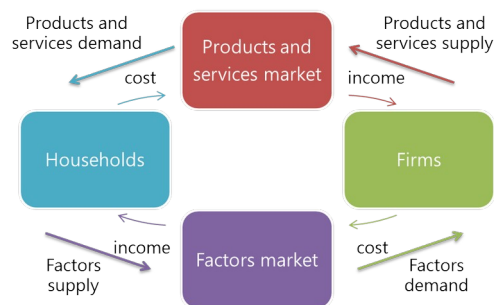 Products and
services demand
Products and
services market
Products and
services supply
cost
income
Households
Firms
income
Factors market
cost
Factors
supply
Factors
demand